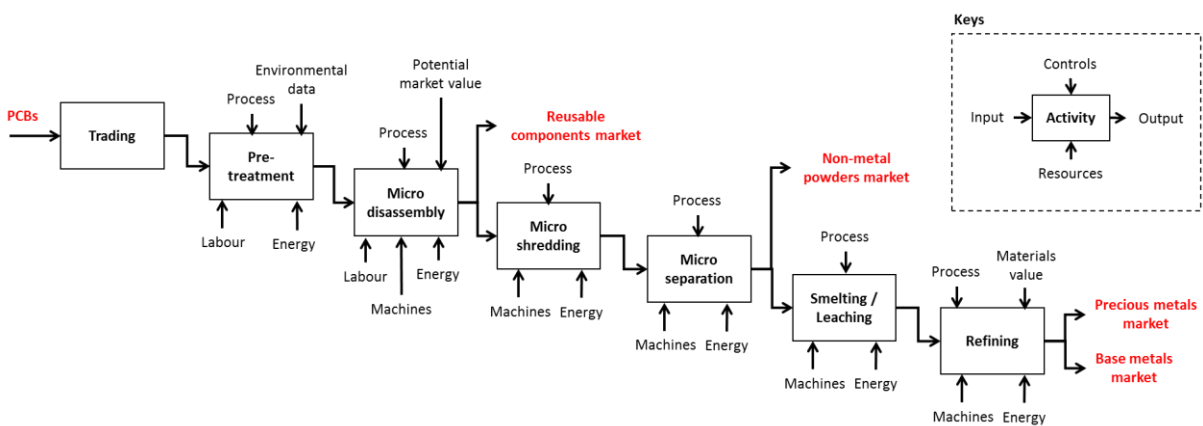 PCBs
Trading
Process
Environmental
data
Pre-
treatment
Labour
Energy
Process
Potential
market value
Micro
disassembly
Labour
Machines
Energy
Reusable
components market
Process
Micro
shredding
Machines
Energy
Process
Micro
separation
Machines
Energy
Non-metal
powders market
Process
Smelting /
Leaching
Machines
Energy
Process
Materials
value
Refining
Machines
Energy
Precious metals
market
Base metals
market
Keys
Controls
Input
Activity
Output
Resources